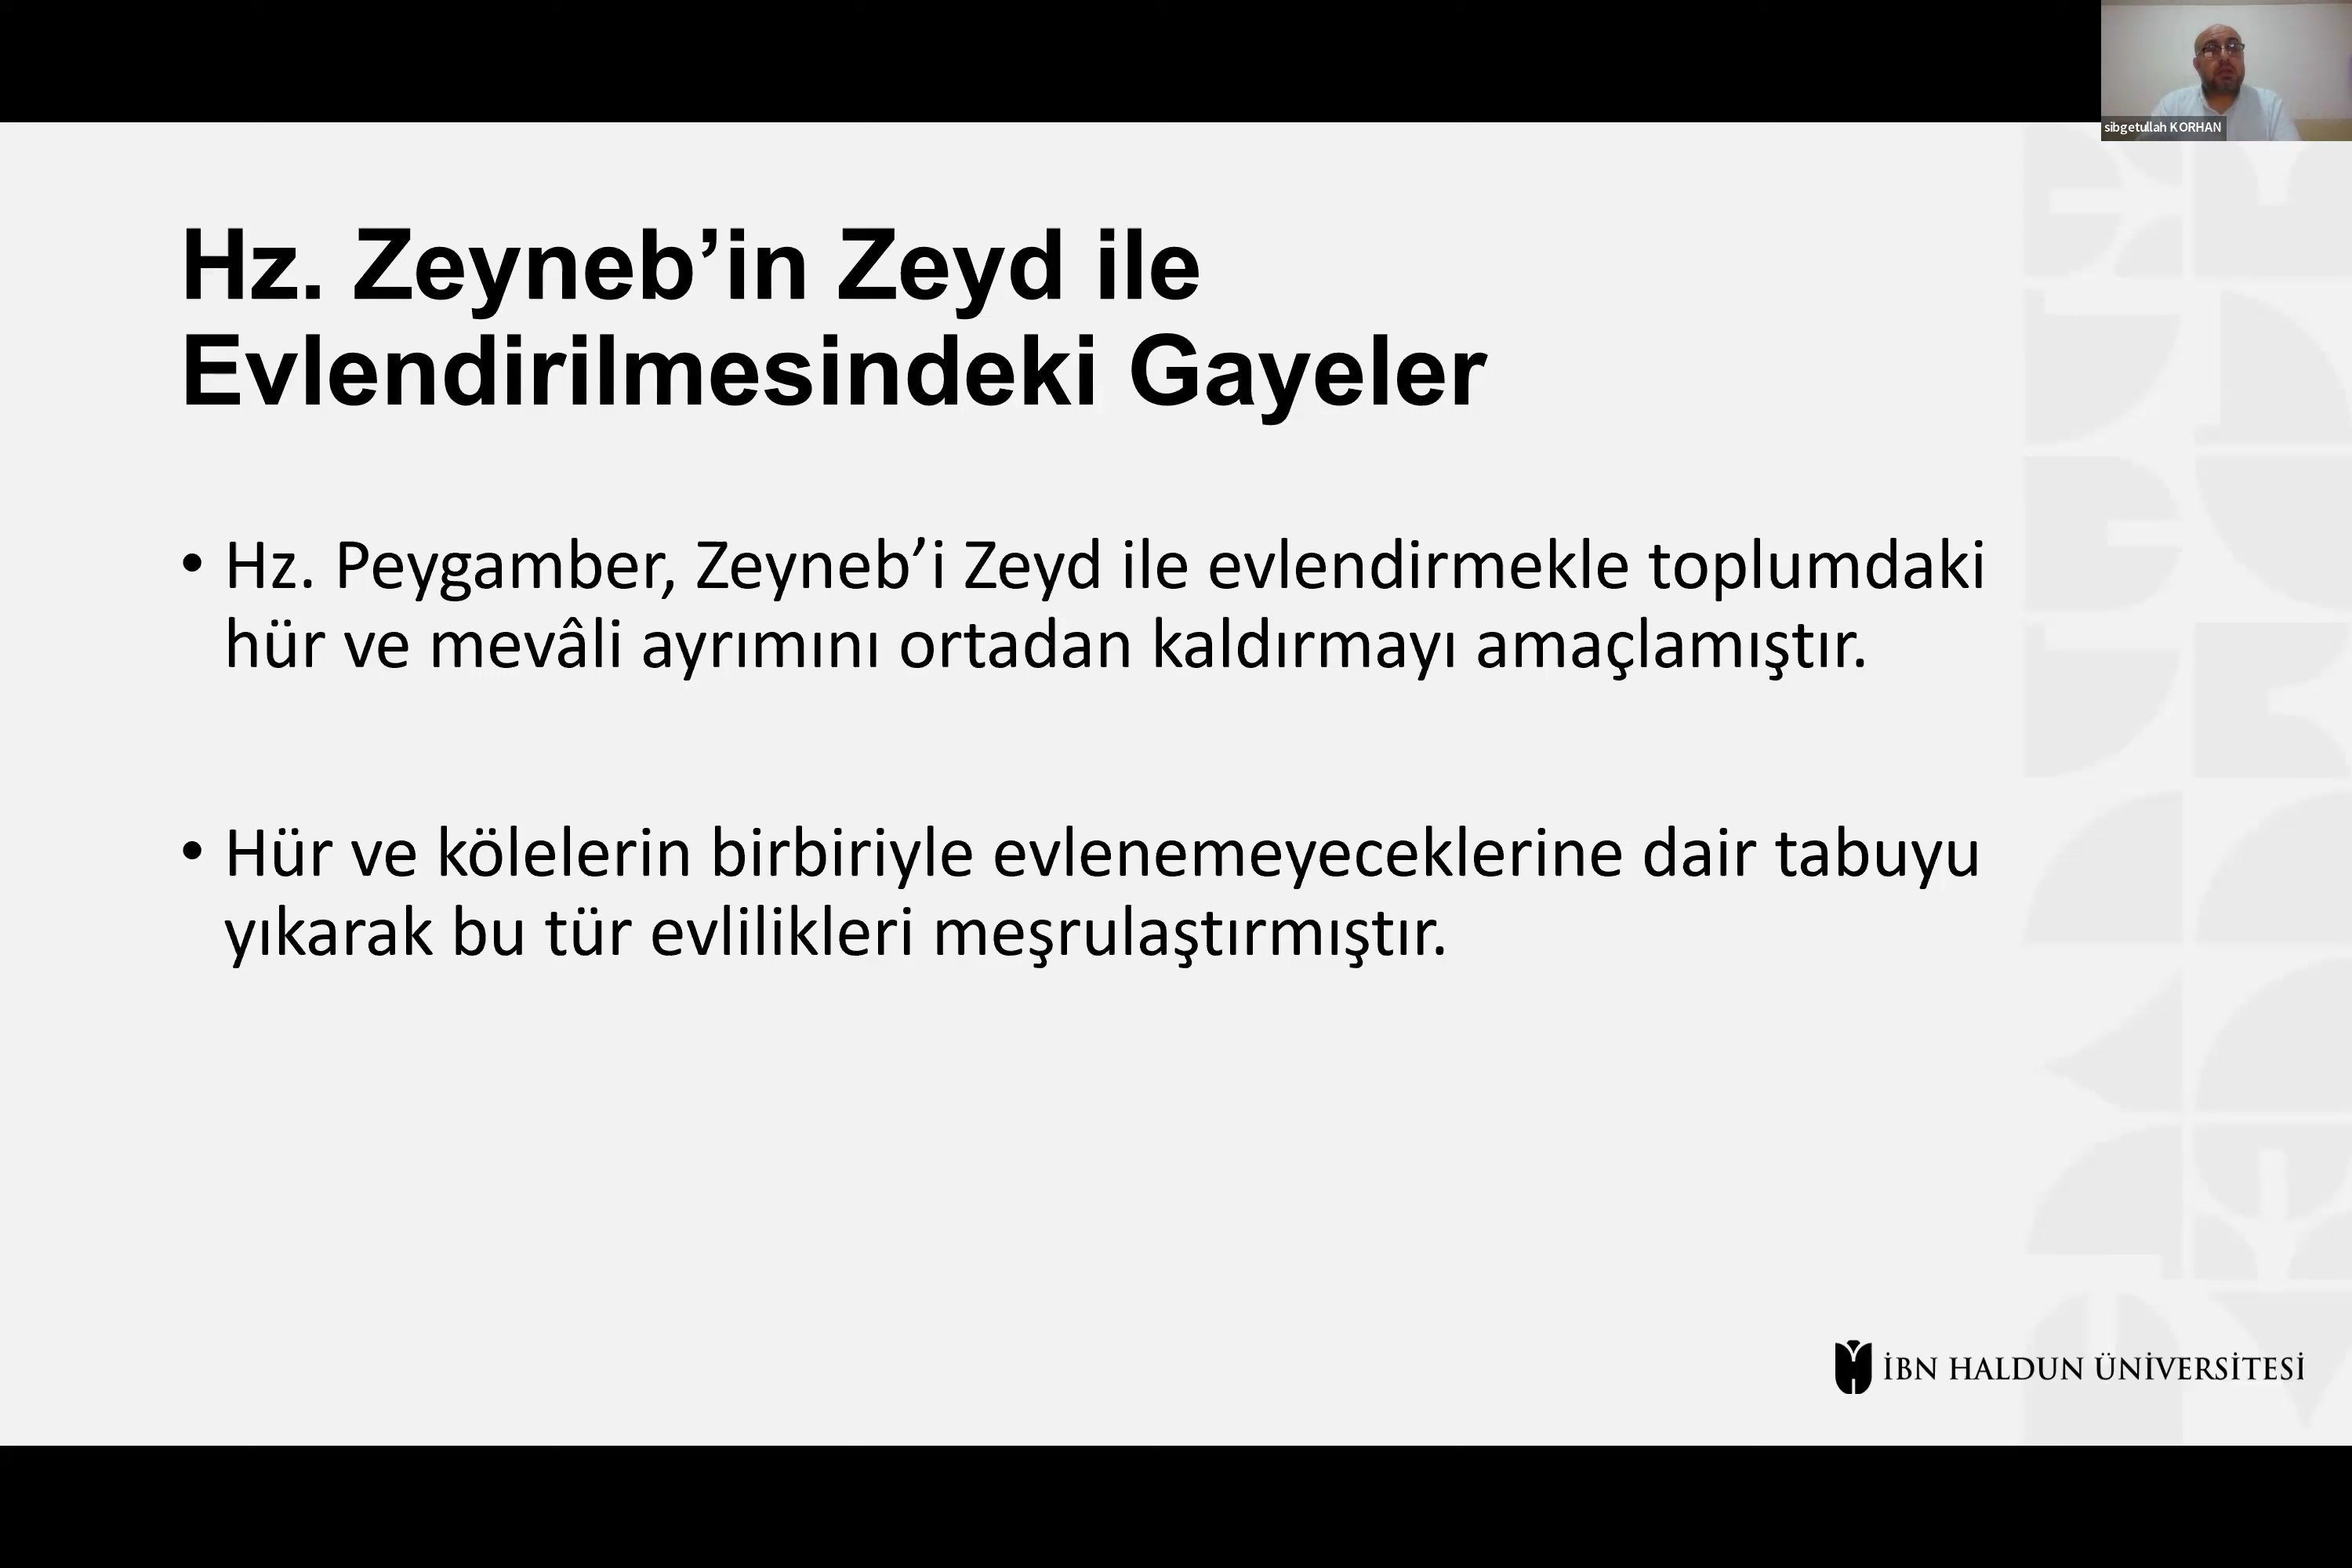 sibgetullah KORHAN
Hz. Zeyneb’in Zeyd ile
Evlendirilmesindeki Gayeler
• Hz. Peygamber, Zeyneb’i Zeyd ile evlendirmekle toplumdaki
hür ve mevâli ayrımını ortadan kaldırmayı amaçlamıştır.
• Hür ve kölelerin birbiriyle evlenemeyeceklerine dair tabuyu
yıkarak bu tür evlilikleri meşrulaştırmıştır.
İBN HALDUN ÜNİVERSİTESİ